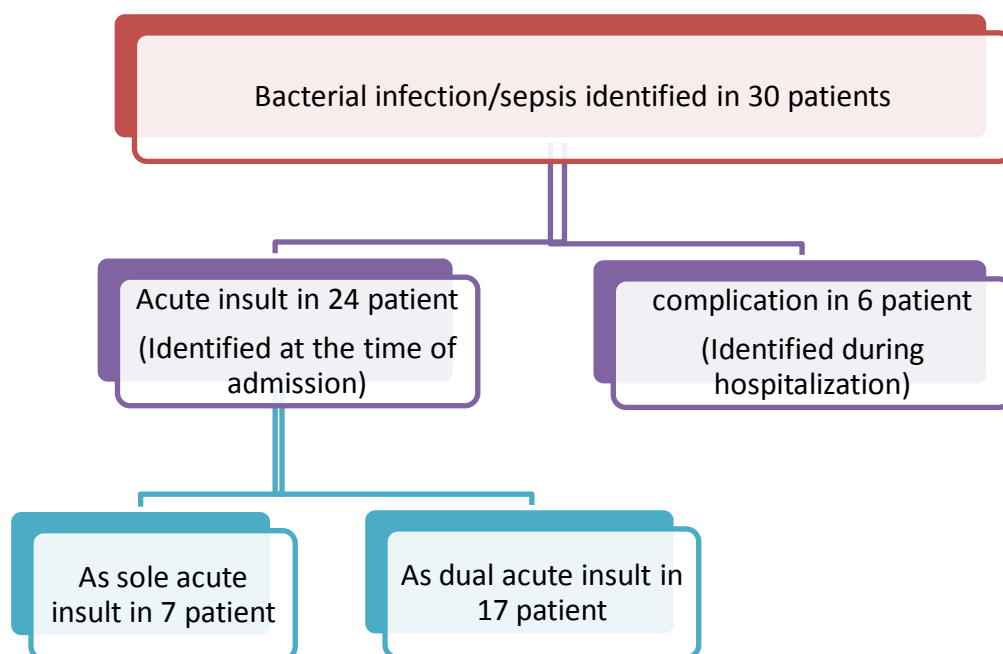 Bacterial infection/sepsis identified in 30 patients
Acute insult in 24 patient
(Identified at the time of
admission)
complication in 6 patient
(Identified during
hospitalization)
As sole acute
insult in 7 patient
As dual acute insult in
17 patient